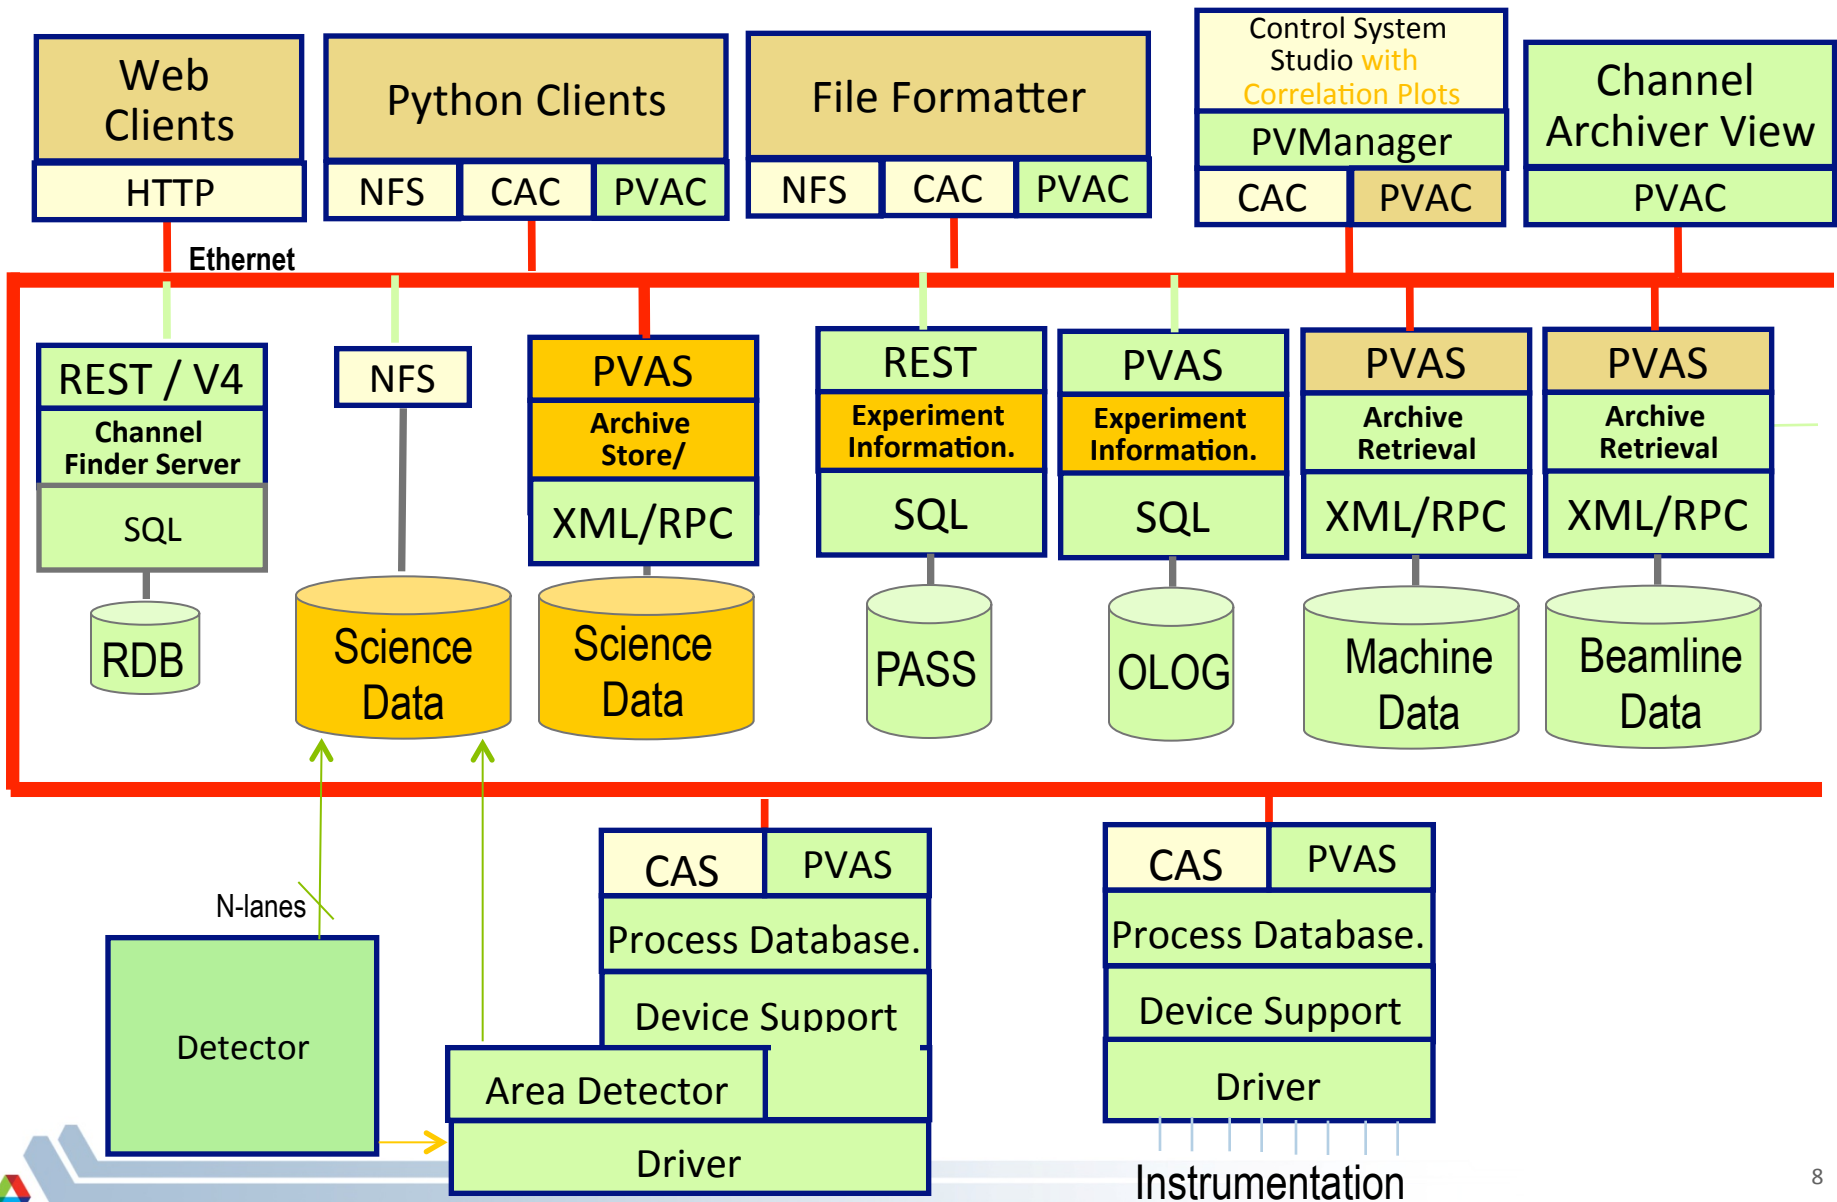 Web
Clients
HTTP
Python Clients
NFS
CAC
PVAC
File Formatter
NFS
CAC
PVAC
Control System
Studio with
Correlation Plots
PVManager
CAC
PVAC
Channel
Archiver View
PVAC
Ethernet
REST / V4
Channel
Finder Server
SQL
RDB
NFS
Science
Data
PVAS
Archive
Store/
XML/RPC
Science
Data
REST
Experiment
Information.
SQL
PASS
PVAS
Experiment
Information.
SQL
OLOG
PVAS
Archive
Retrieval
XML/RPC
Machine
Data
PVAS
Archive
Retrieval
XML/RPC
Beamline
Data
N-lanes
Detector
CAS
PVAS
Process Database.
Device Support
Area Detector
Driver
CAS
PVAS
Process Database.
Device Support
Driver
Instrumentation
8